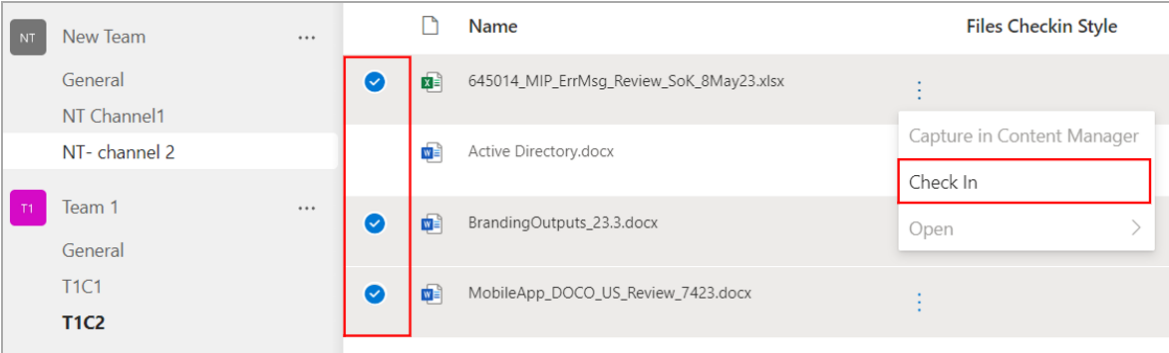 NT New Team ...
General
NT Channel1
NT- channel 2
T1 Team 1 ...
General
T1C1
T1C2
Name Files Checkin Style
645014_MIP_ErrMsg_Review_SoK_8May23.xlsx
Active Directory.docx
BrandingOutputs_23.3.docx
MobileApp_DOCO_US_Review_7423.docx
Capture in Content Manager
Check In
Open